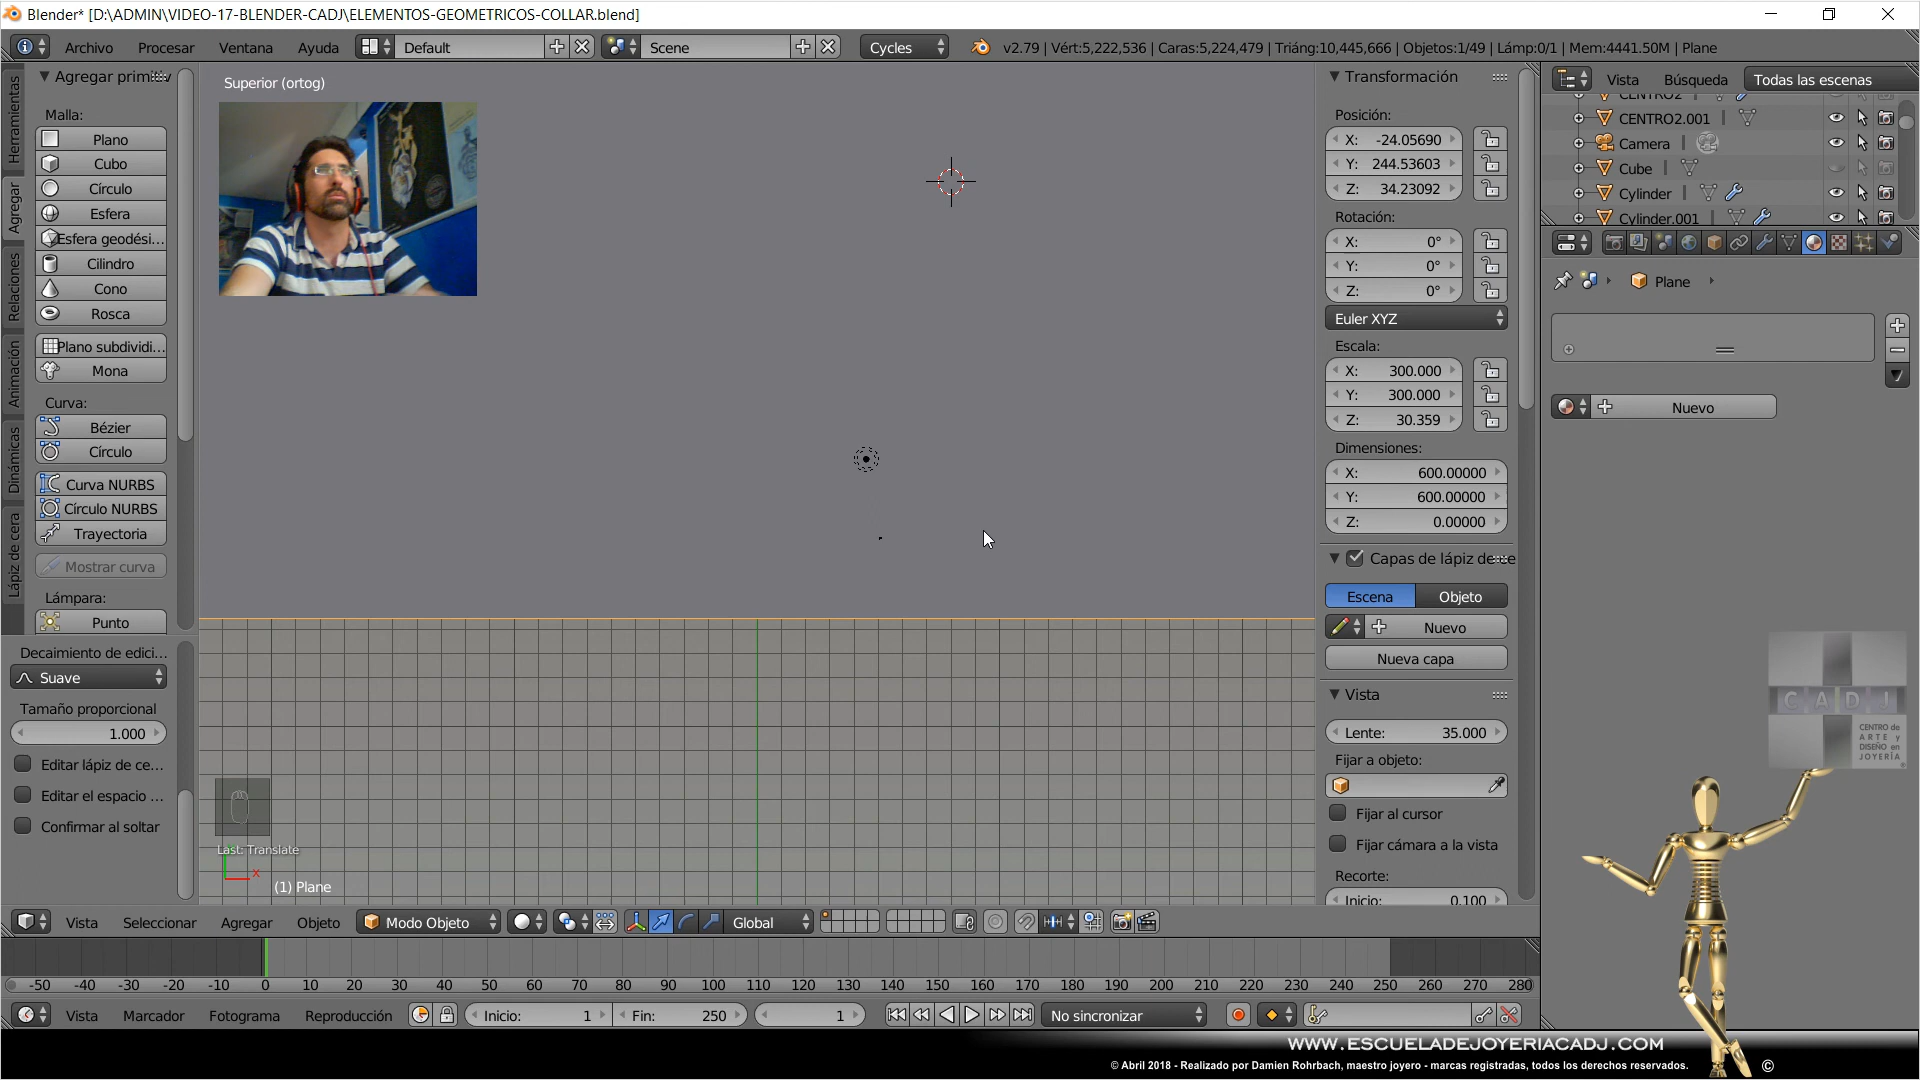 Blender* [D:\ADMIN\VIDEO-17-BLENDER-CADJ\ELEMENTOS-GEOMETRICOS-COLLAR.blend]
Archivo Procesar Ventana Ayuda Default Scene Cycles v2.79 | Vért:5,222,536 | Caras:5,224,479 | Triáng:10,445,666 | Objetos:1/49 | Lámp:0/1 | Mem:4441.50M | Plane
Herramientas
Agregar
Relaciones
Animación
Dinámicas
Lápiz de cera
Malla:
Plano
Cubo
Círculo
Esfera
Esfera geodési...
Cilindro
Cono
Rosca
Plano subdividi...
Mona
Curva:
Bézier
Círculo
Curva NURBS
Círculo NURBS
Trayectoria
Mostrar curva
Lámpara:
Punto
Decaimiento de edici...
Suave
Tamaño proporcional
1.000
Editar lápiz de ce...
Editar el espacio ...
Confirmar al soltar
Superior (ortog)
Last: Translate
x
(1) Plane
Transformación
Posición:
X: -24.05690
Y: 244.53603
Z: 34.23092
Rotación:
X: 0°
Y: 0°
Z: 0°
Euler XYZ
Escala:
X: 300.000
Y: 300.000
Z: 30.359
Dimensiones:
X: 600.00000
Y: 600.00000
Z: 0.00000
Capas de lápiz de ce
Escena Objeto
Nuevo
Nueva capa
Vista
Lente: 35.000
Fijar a objeto:
Fijar al cursor
Fijar cámara a la vista
Recorte:
Inicio: 0.100
Vista Búsqueda Todas las escenas
CENTRO2
CENTRO2.001
Camera
Cube
Cylinder
Cylinder.001
Plane
Nuevo
CADJ
CENTRO de
ARTE y
DISEÑO en
JOYERÍA
Vista Seleccionar Agregar Objeto Modo Objeto Global
-50 -40 -30 -20 -10 0 10 20 30 40 50 60 70 80 90 100 110 120 130 140 150 160 170 180 190 200 210 220 230 240 250 260 270 280
Vista Marcador Fotograma Reproducción Inicio: 1 Fin: 250 1 No sincronizar
WWW.ESCUELADEJOYERIACADJ.COM
© Abril 2018 - Realizado por Damien Rohrbach, maestro joyero - marcas registradas, todos los derechos reservados. ©